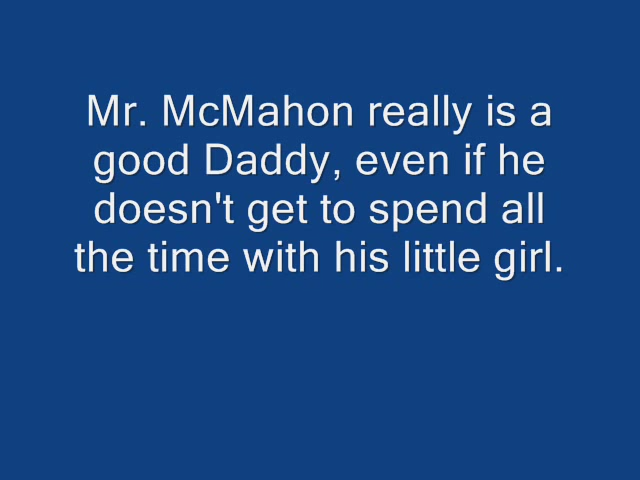 Mr. McMahon really is a
good Daddy, even if he
doesn't get to spend all
the time with his little girl.